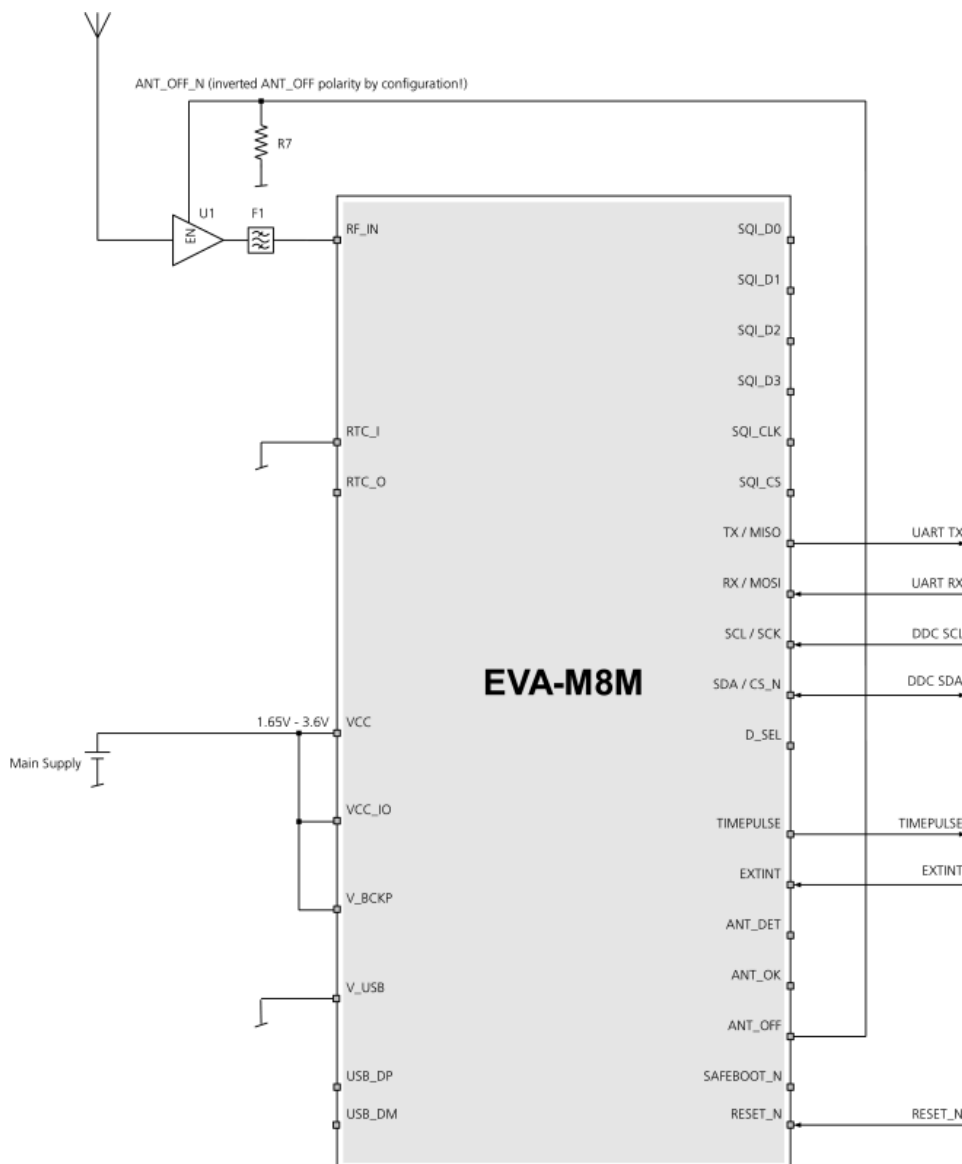 ANT_OFF_N (inverted ANT_OFF polarity by configuration!)
R7
U1
F1
EN
RF_IN
SQI_D0
SQI_D1
SQI_D2
SQI_D3
RTC_I
SQI_CLK
RTC_O
SQI_CS
TX / MISO
UART TX
RX / MOSI
UART RX
SCL / SCK
DDC SCL
EVA-M8M
SDA / CS_N
DDC SDA
1.65V - 3.6V
VCC
D_SEL
Main Supply
VCC_IO
TIMEPULSE
TIMEPULSE
EXTINT
EXTINT
V_BCKP
ANT_DET
ANT_OK
V_USB
ANT_OFF
USB_DP
SAFEBOOT_N
USB_DM
RESET_N
RESET_N